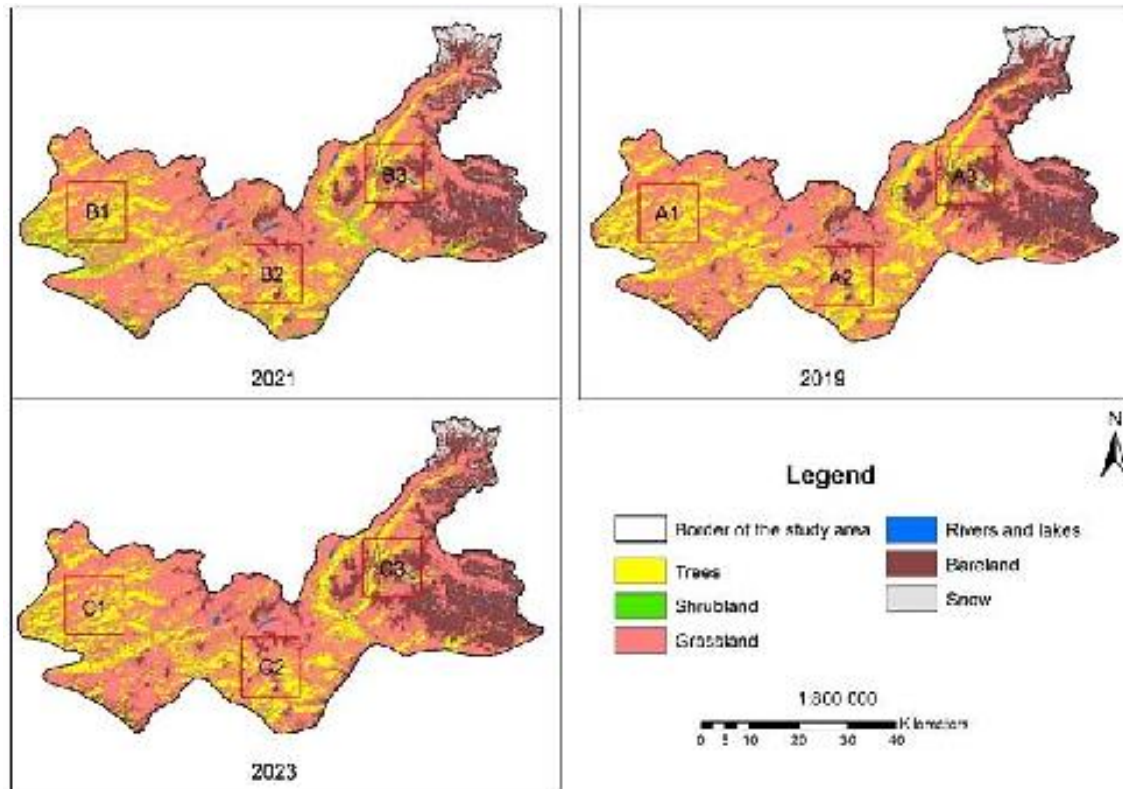 B1
B2
B3
2021
A1
A2
A3
2019
C1
C2
C3
2023
N
Legend
Border of the study area
Trees
Shrubland
Grassland
Rivers and lakes
Bareland
Snow
1:800 000
Kilometers
0 5 10 20 30 40